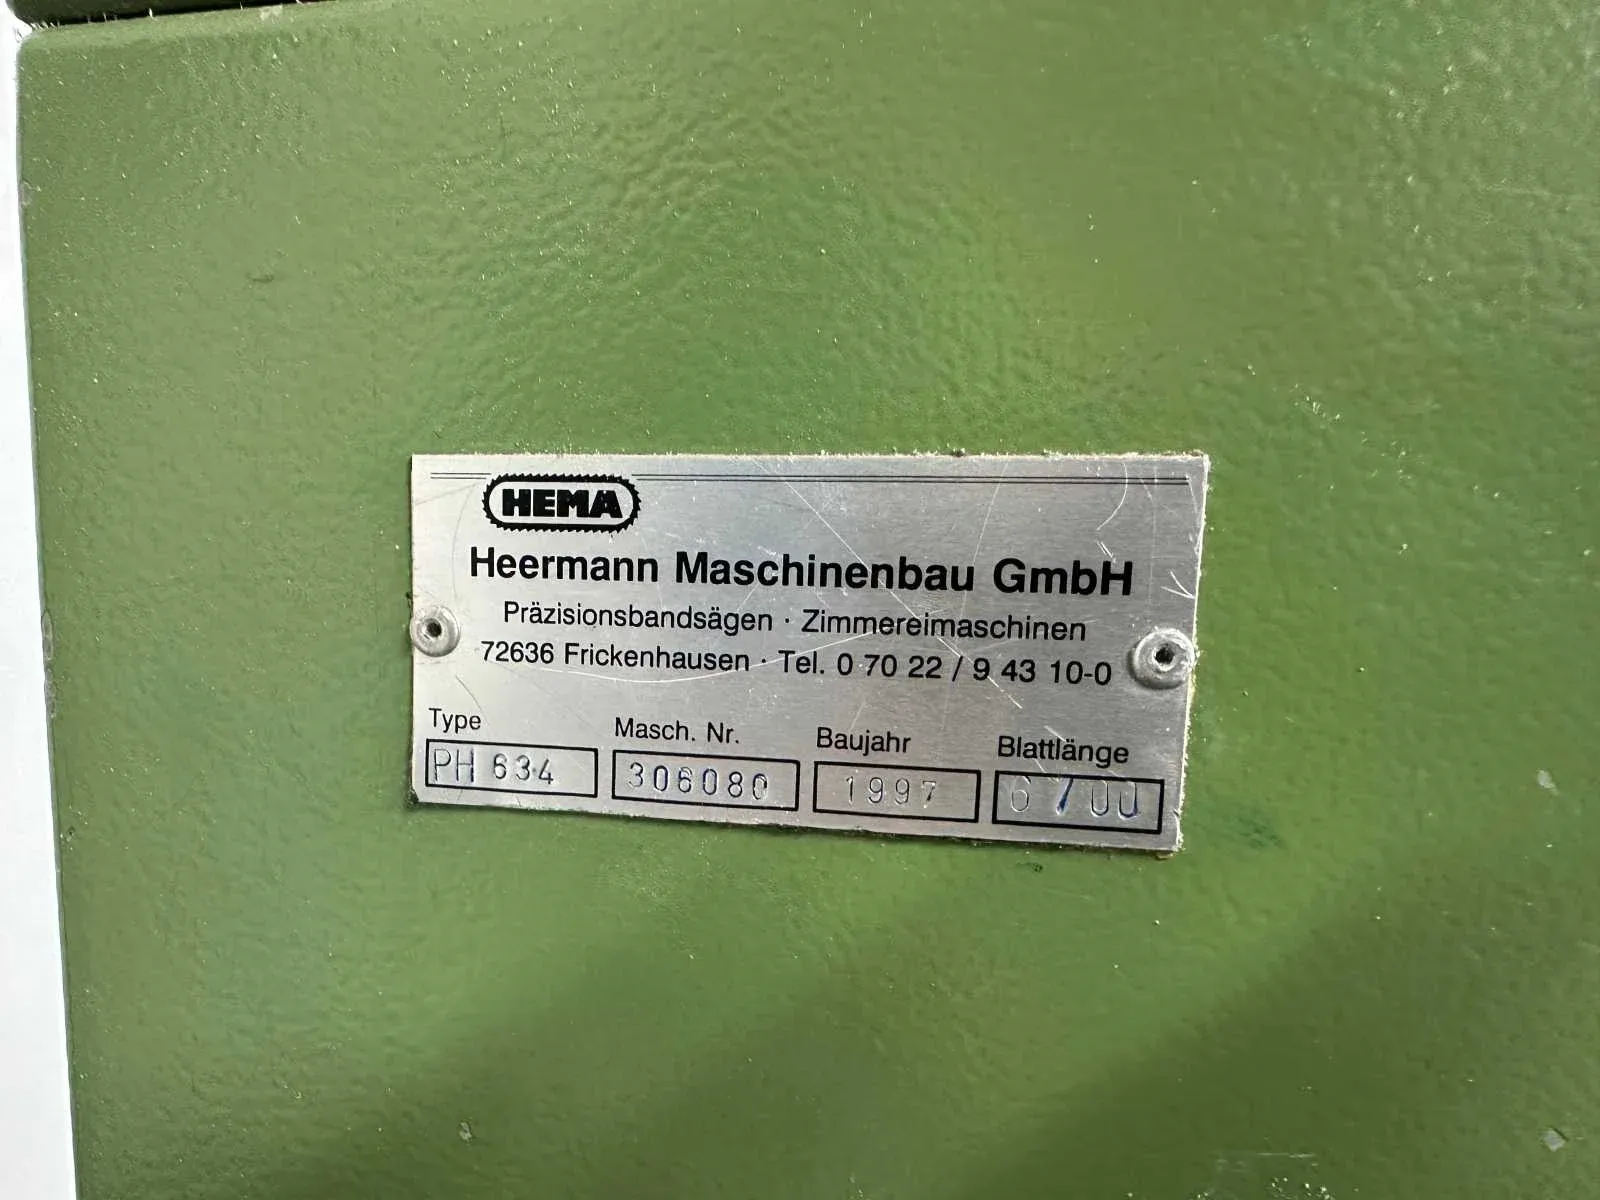 HEMA
Heermann Maschinenbau GmbH
Präzisionsbandsägen · Zimmereimaschinen
72636 Frickenhausen · Tel. 0 70 22 / 9 43 10-0
Type Masch. Nr. Baujahr Blattlänge
PH 634 306080 1997